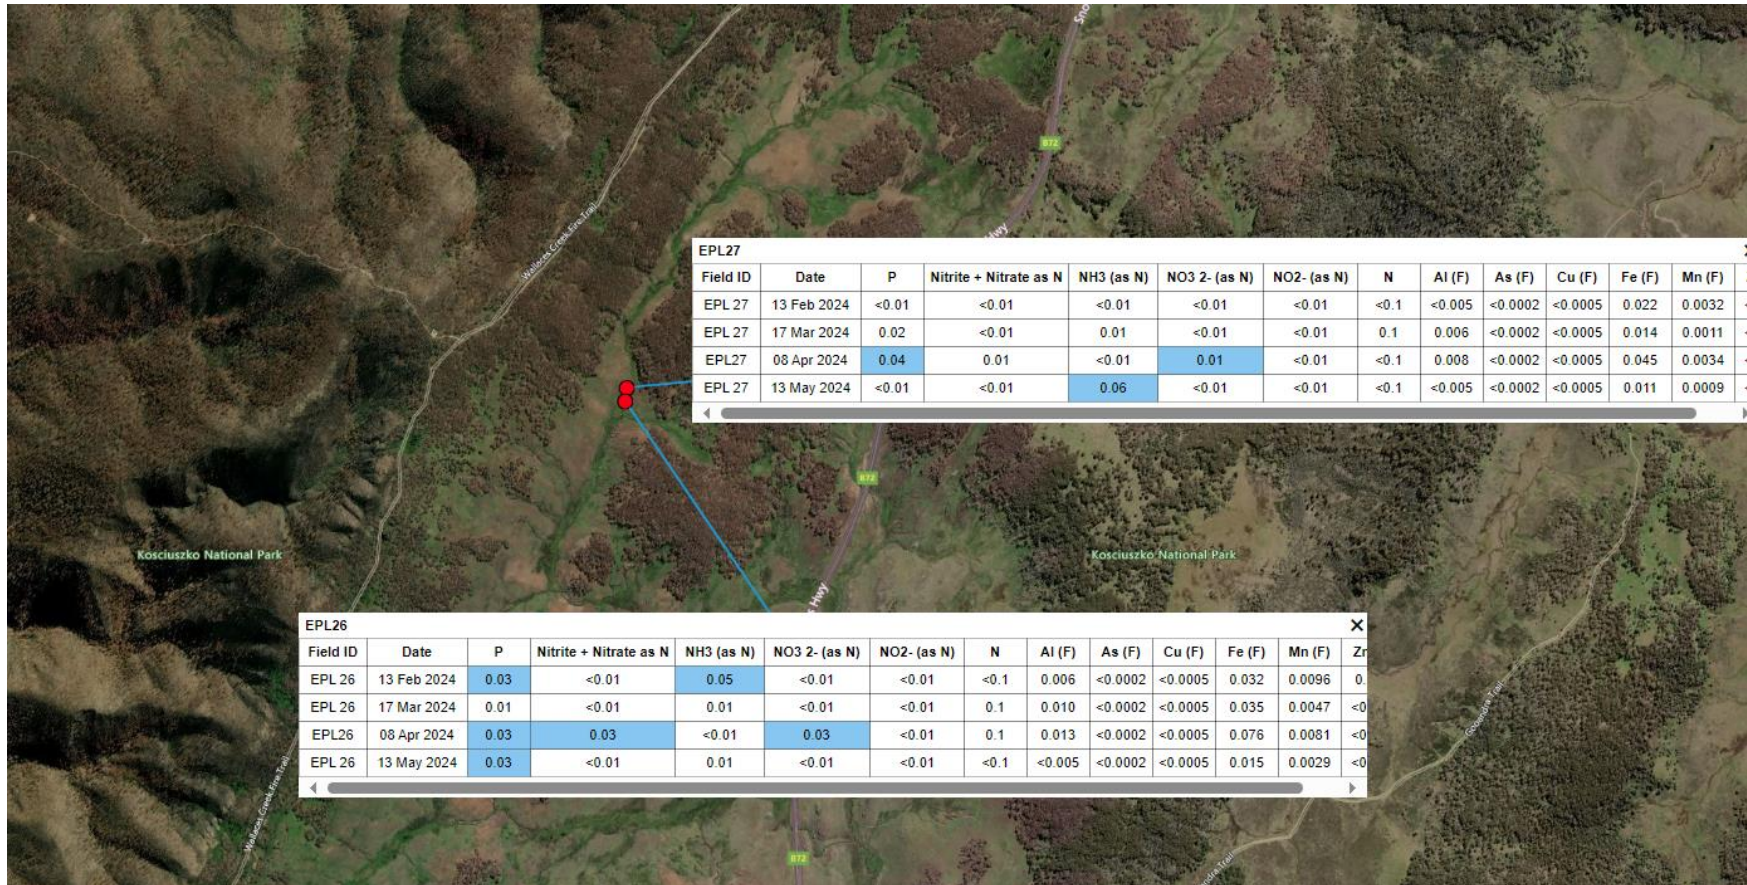 Sno
B72
Wallaces Creek Fire Trail
Hwy
EPL27
Field ID Date P Nitrite + Nitrate as N NH3 (as N) NO3 2- (as N) NO2- (as N) N Al (F) As (F) Cu (F) Fe (F) Mn (F)
EPL 27 13 Feb 2024 <0.01 <0.01 <0.01 <0.01 <0.01 <0.1 <0.005 <0.0002 <0.0005 0.022 0.0032
EPL 27 17 Mar 2024 0.02 <0.01 0.01 <0.01 <0.01 0.1 0.006 <0.0002 <0.0005 0.014 0.0011
EPL27 08 Apr 2024 0.04 0.01 <0.01 0.01 <0.01 <0.1 0.008 <0.0002 <0.0005 0.045 0.0034
EPL 27 13 May 2024 <0.01 <0.01 0.06 <0.01 <0.01 <0.1 <0.005 <0.0002 <0.0005 0.011 0.0009
B72
Kosciuszko National Park
Kosciuszko National Park
s Hwy
EPL26
Field ID Date P Nitrite + Nitrate as N NH3 (as N) NO3 2- (as N) NO2- (as N) N Al (F) As (F) Cu (F) Fe (F) Mn (F) Zn
EPL 26 13 Feb 2024 0.03 <0.01 0.05 <0.01 <0.01 <0.1 0.006 <0.0002 <0.0005 0.032 0.0096 0.
EPL 26 17 Mar 2024 0.01 <0.01 0.01 <0.01 <0.01 0.1 0.010 <0.0002 <0.0005 0.035 0.0047 <0
EPL26 08 Apr 2024 0.03 0.03 <0.01 0.03 <0.01 0.1 0.013 <0.0002 <0.0005 0.076 0.0081 <0
EPL 26 13 May 2024 0.03 <0.01 0.01 <0.01 <0.01 <0.1 <0.005 <0.0002 <0.0005 0.015 0.0029 <0
Gooandra Trail
Wallaces Creek Fire Trail
B72
andra Trail